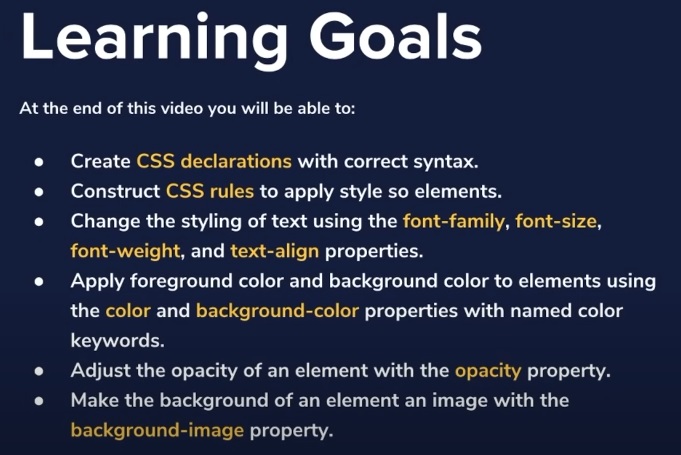 Learning Goals
At the end of this video you will be able to:
● Create CSS declarations with correct syntax.
● Construct CSS rules to apply style so elements.
● Change the styling of text using the font-family, font-size,
font-weight, and text-align properties.
● Apply foreground color and background color to elements using
the color and background-color properties with named color
keywords.
● Adjust the opacity of an element with the opacity property.
● Make the background of an element an image with the
background-image property.